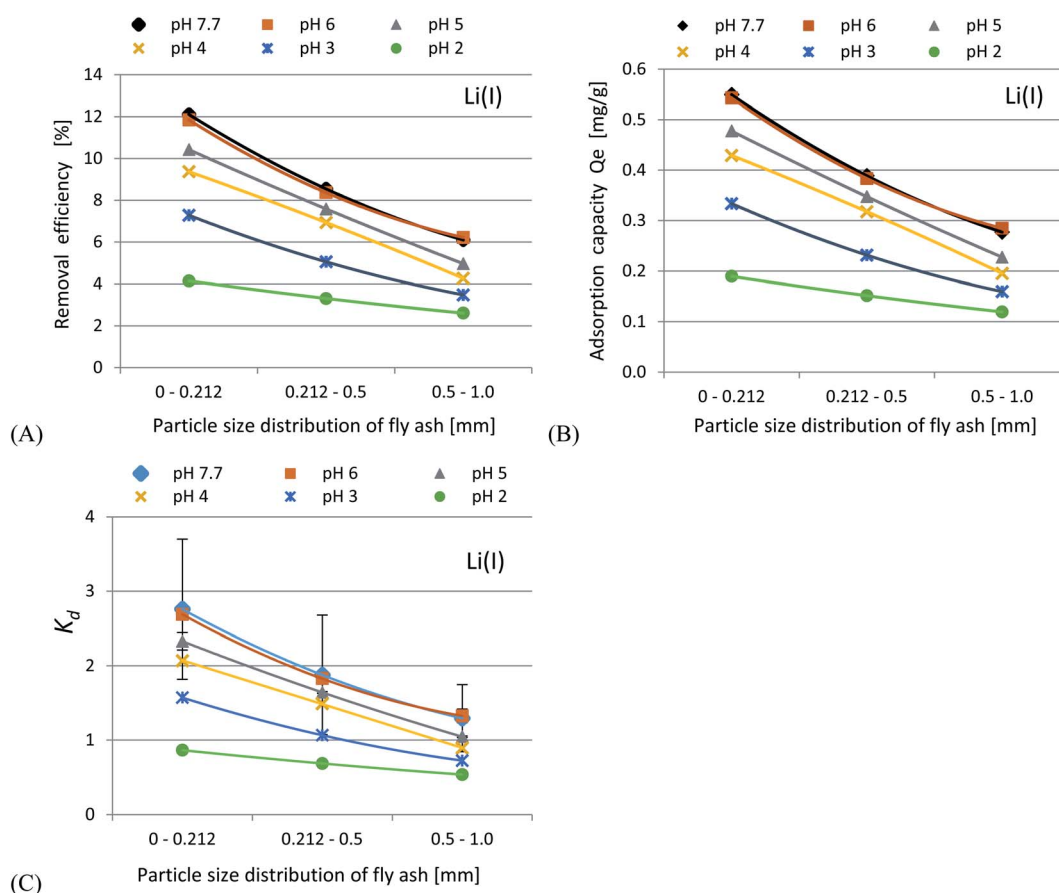 pH 7.7 pH 6 pH 5
pH 4 pH 3 pH 2
Li(I)
Removal efficiency [%]
14
12
10
8
6
4
2
0
0 - 0.212 0.212 - 0.5 0.5 - 1.0
Particle size distribution of fly ash [mm]
(A)
pH 7.7 pH 6 pH 5
pH 4 pH 3 pH 2
Li(I)
Adsorption capacity Qe [mg/g]
0.6
0.5
0.4
0.3
0.2
0.1
0.0
0 - 0.212 0.212 - 0.5 0.5 - 1.0
Particle size distribution of fly ash [mm]
(B)
pH 7.7 pH 6 pH 5
pH 4 pH 3 pH 2
Li(I)
Kd
4
3
2
1
0
0 - 0.212 0.212 - 0.5 0.5 - 1.0
Particle size distribution of fly ash [mm]
(C)